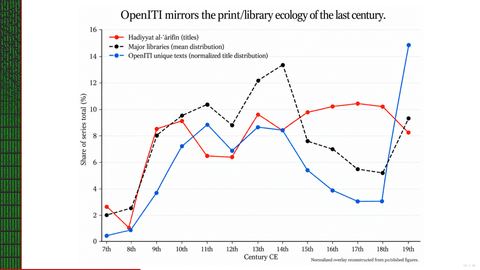 OpenITI mirrors the print/library ecology of the last century.
Hadiyyat al-ʿārifīn (titles)
Major libraries (mean distribution)
OpenITI unique texts (normalized title distribution)
Share of series total (%)
16
14
12
10
8
6
4
2
0
7th 8th 9th 10th 11th 12th 13th 14th 15th 16th 17th 18th 19th
Century CE
Normalized overlay reconstructed from published figures.